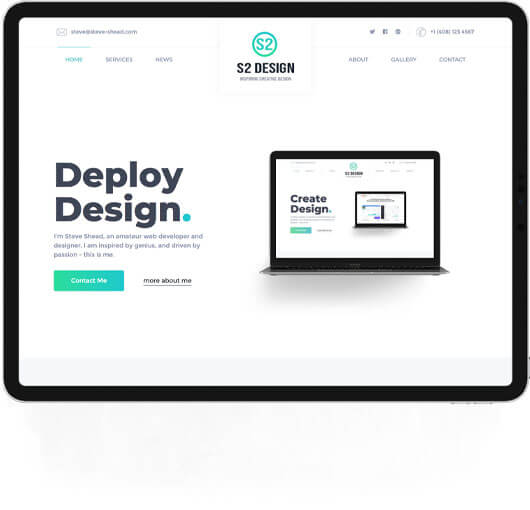 steve@steve-shead.com
+1 (408) 123 4567
S2
S2 DESIGN
INSPIRING CREATIVE DESIGN
HOME SERVICES NEWS ABOUT GALLERY CONTACT
Deploy
Design.
I'm Steve Shead, an amateur web developer and
designer. I am inspired by genius, and driven by
passion – this is me.
Contact Me more about me
S2 DESIGN
Create
Design.